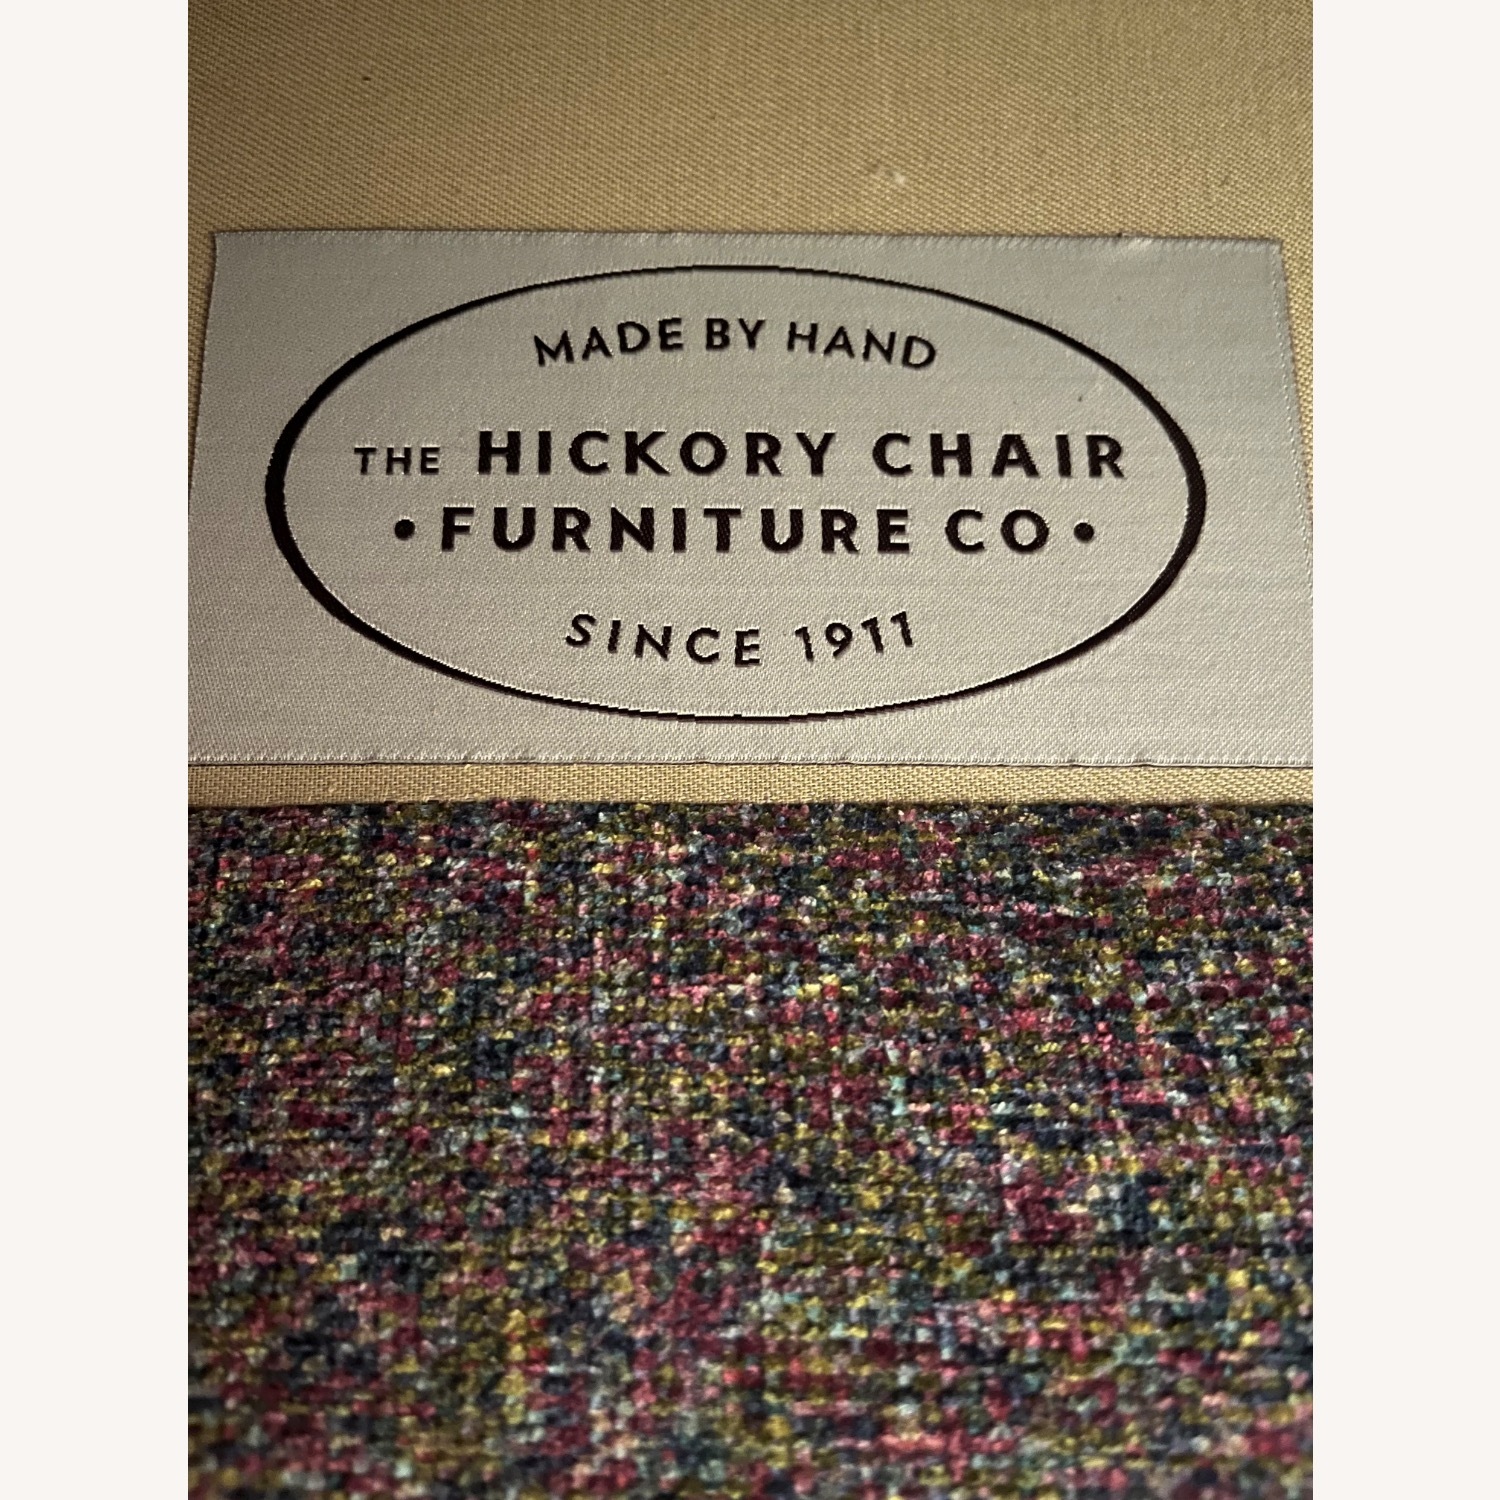 MADE BY HAND
THE HICKORY CHAIR
• FURNITURE CO •
SINCE 1911